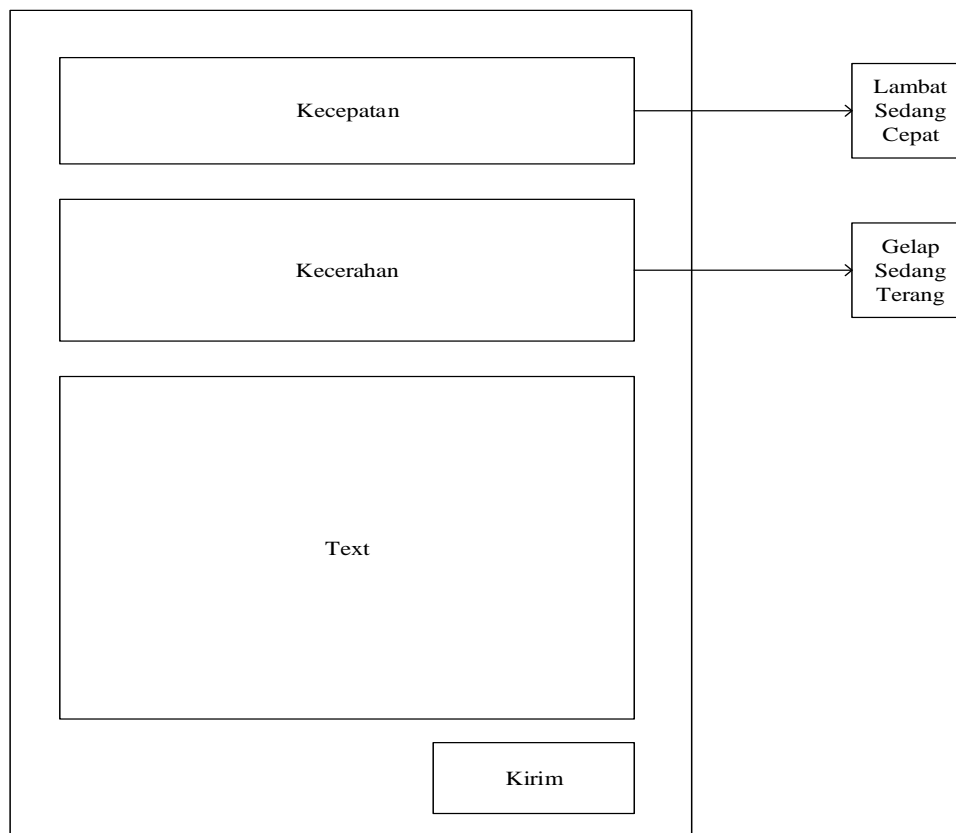 Kecepatan
Lambat
Sedang
Cepat
Kecerahan
Gelap
Sedang
Terang
Text
Kirim